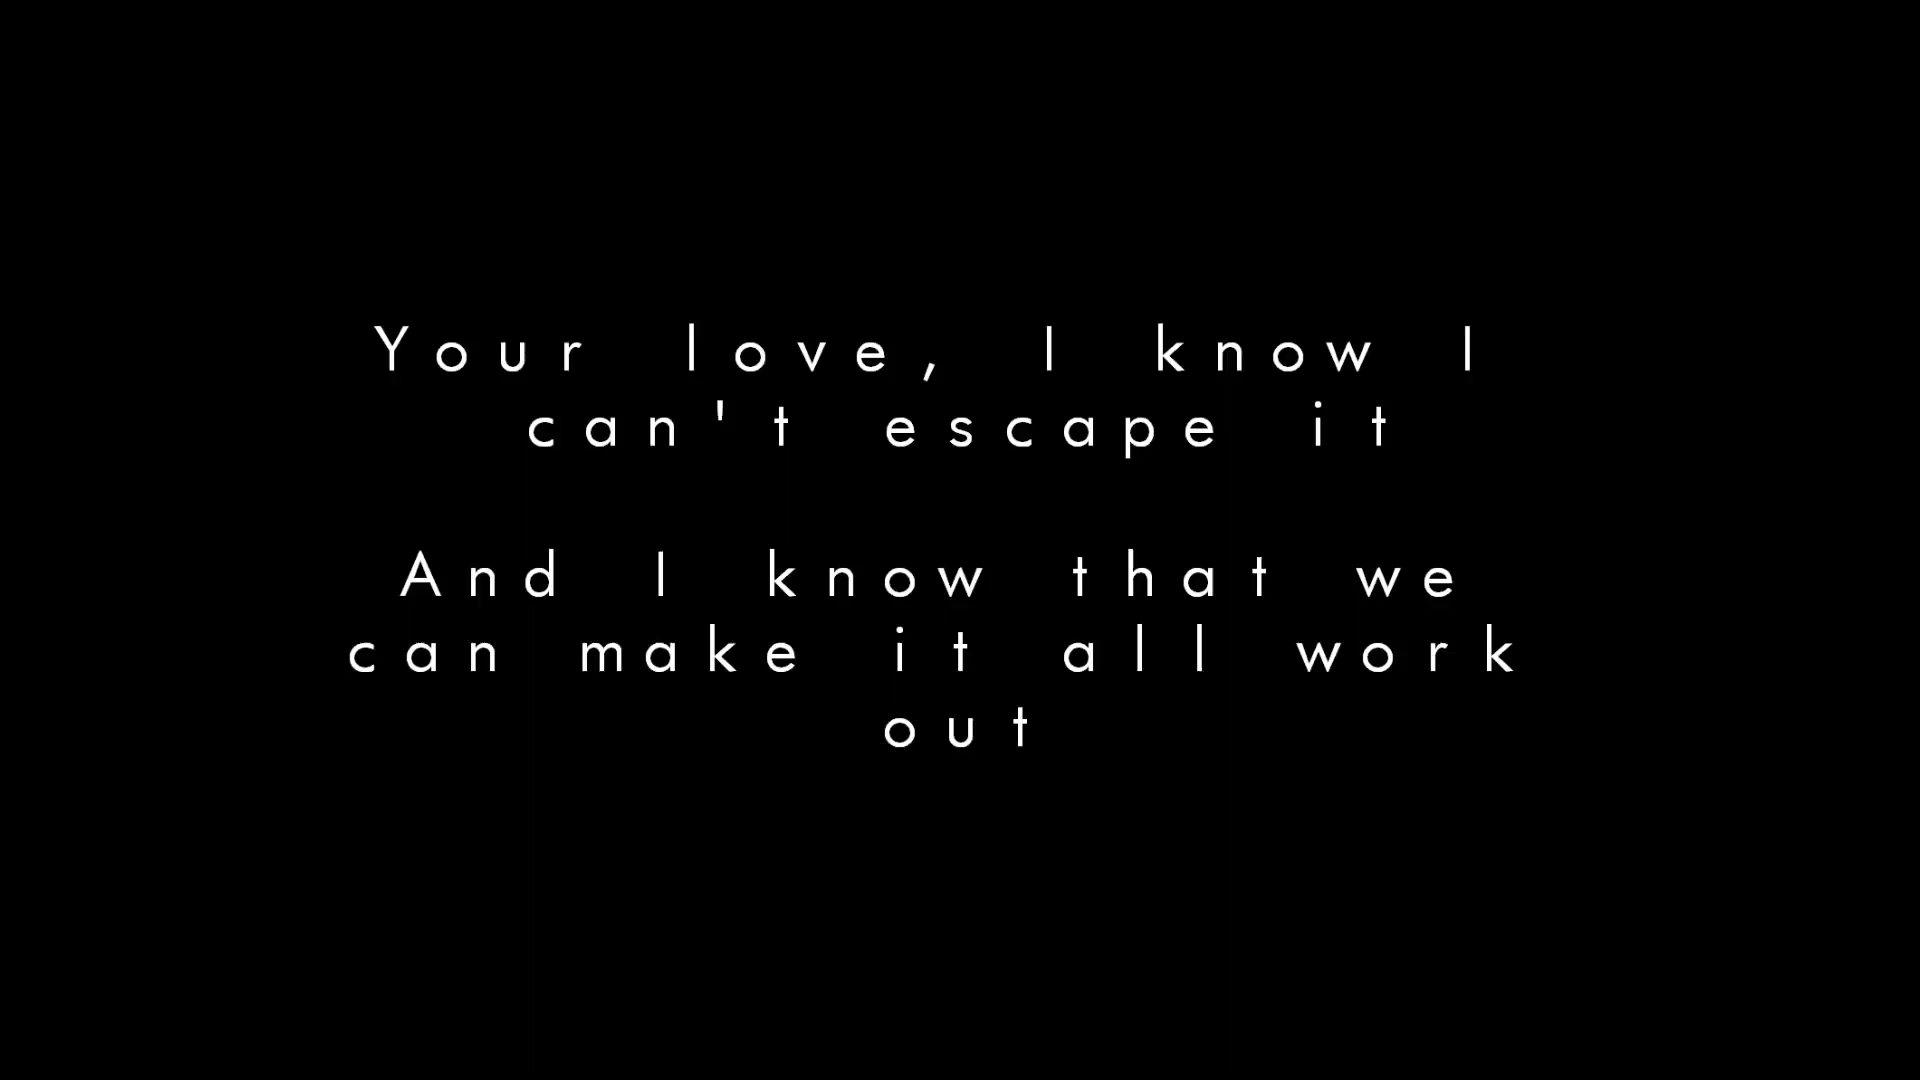 Your love, I know I
can't escape it
And I know that we
can make it all work
out